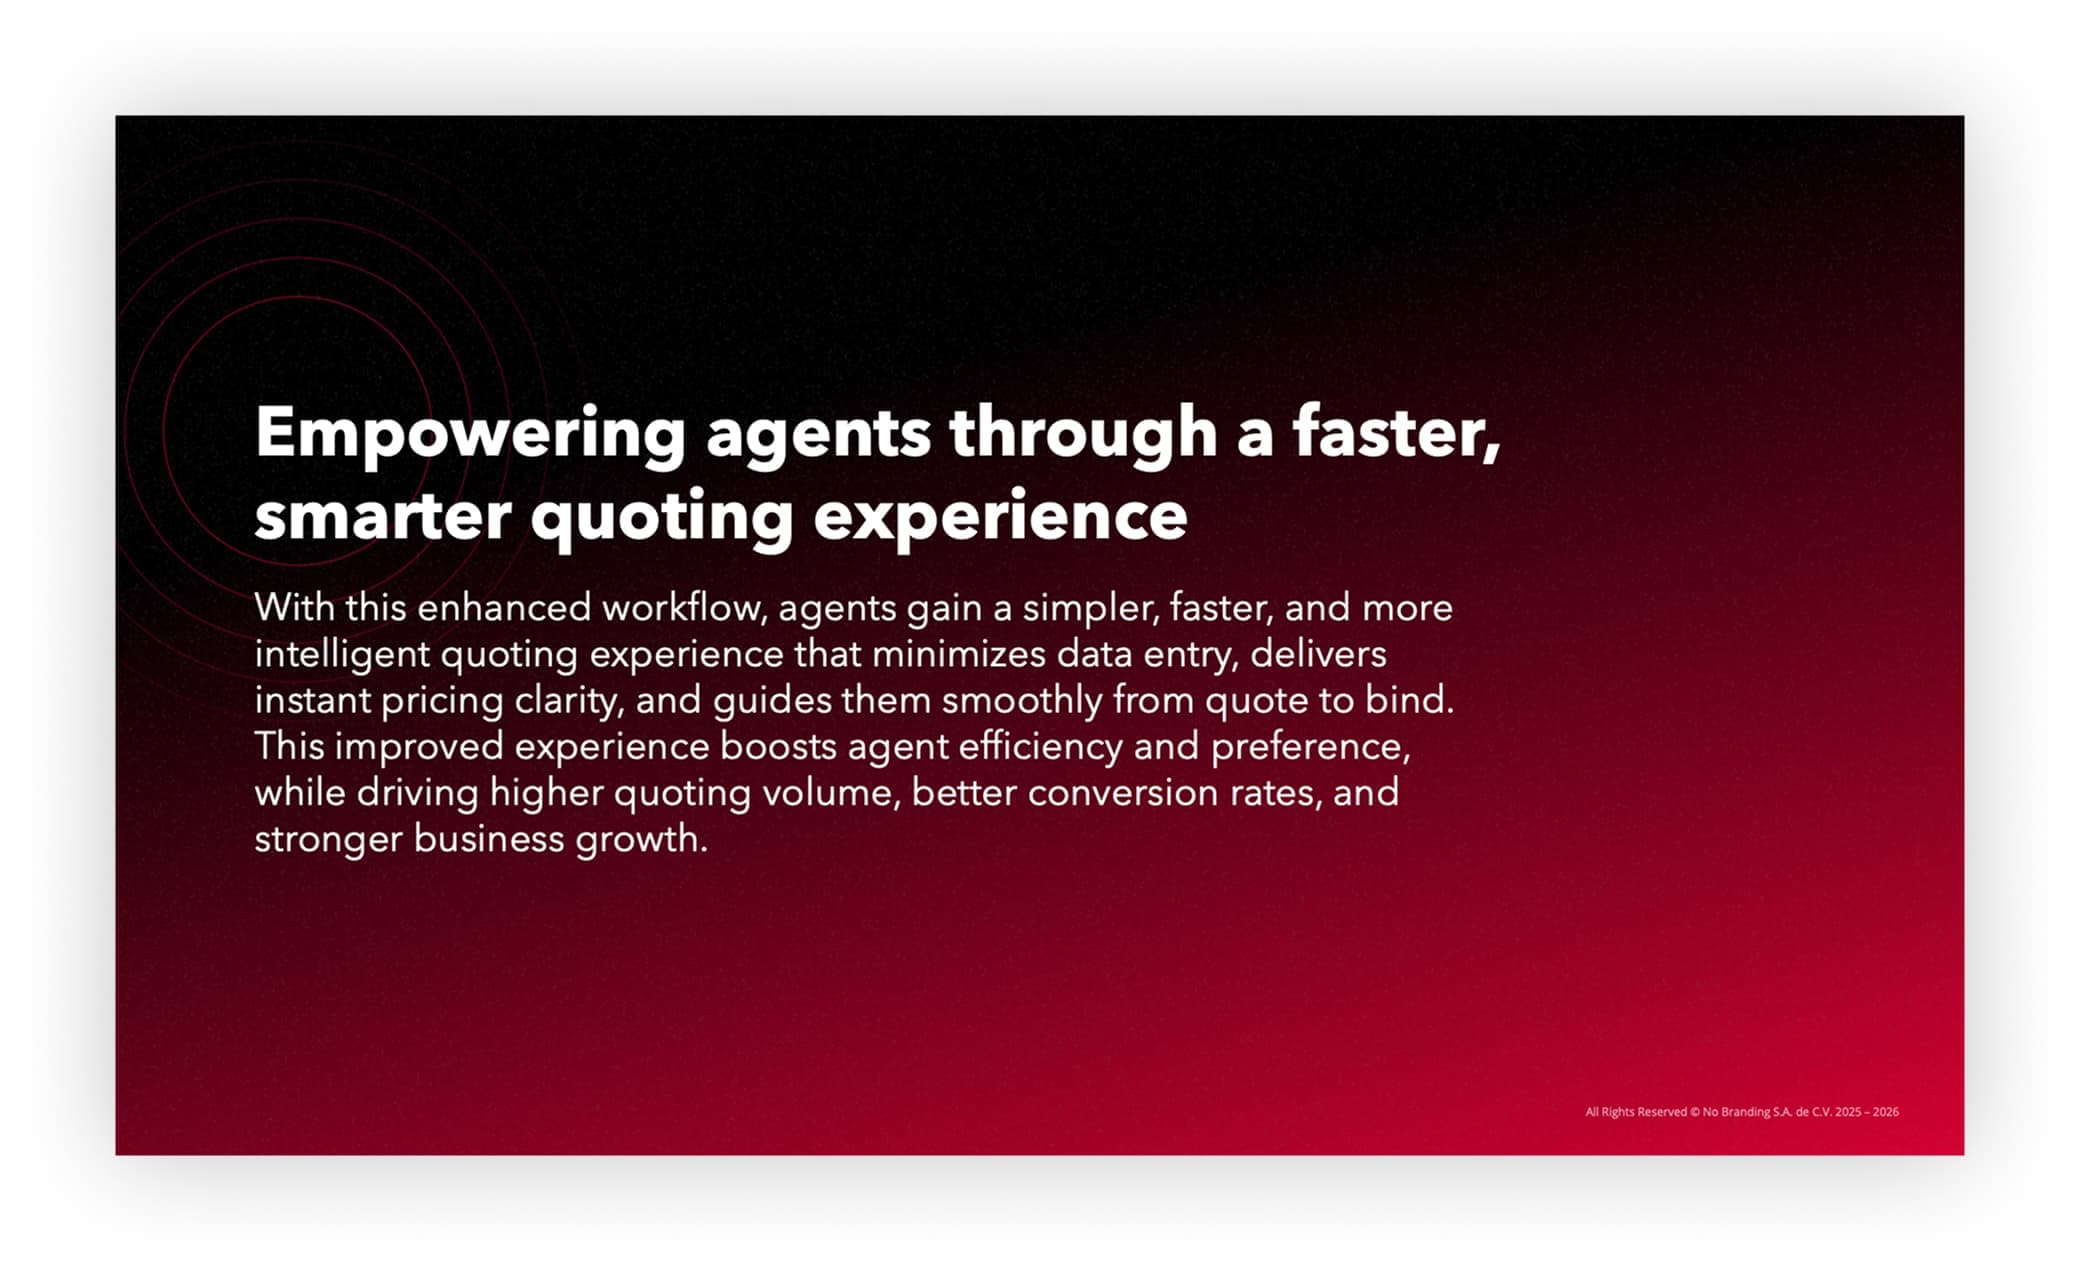 Empowering agents through a faster,
smarter quoting experience
With this enhanced workflow, agents gain a simpler, faster, and more
intelligent quoting experience that minimizes data entry, delivers
instant pricing clarity, and guides them smoothly from quote to bind.
This improved experience boosts agent efficiency and preference,
while driving higher quoting volume, better conversion rates, and
stronger business growth.
All Rights Reserved © No Branding S.A. de C.V. 2025 – 2026